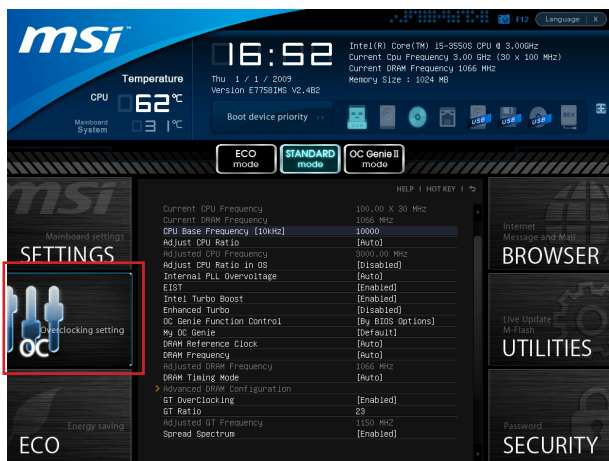 msi
F12 Language | X
16:52
Thu 1 / 1 / 2009
Version E7758IMS V2.4B2
Intel(R) Core(TM) i5-3550S CPU @ 3.00GHz
Current Cpu Frequency 3.00 GHz (30 x 100 MHz)
Current DRAM Frequency 1066 MHz
Memory Size : 1024 MB
Temperature
CPU 62°C
Mainboard
System 31°C
Boot device priority
USB USB USB BEV
ECO mode
STANDARD mode
OC Genie II mode
HELP | HOT KEY |
msi
Mainboard settings
SETTINGS
Overclocking setting
OC
Energy saving
ECO
Current CPU Frequency 100.00 X 30 MHz
Current DRAM Frequency 1066 MHz
CPU Base Frequency [10kHz] 10000
Adjust CPU Ratio [Auto]
Adjusted CPU Frequency 3000.00 MHz
Adjust CPU Ratio in OS [Disabled]
Internal PLL Overvoltage [Auto]
EIST [Enabled]
Intel Turbo Boost [Enabled]
Enhanced Turbo [Disabled]
OC Genie Function Control [By BIOS Options]
My OC Genie [Default]
DRAM Reference Clock [Auto]
DRAM Frequency [Auto]
Adjusted DRAM Frequency 1066 MHz
DRAM Timing Mode [Auto]
> Advanced DRAM Configuration
GT OverClocking [Enabled]
GT Ratio 23
Adjusted GT Frequency 1150 MHZ
Spread Spectrum [Enabled]
Internet
Message and Mail
BROWSER
Live Update
M-Flash
UTILITIES
Password
SECURITY